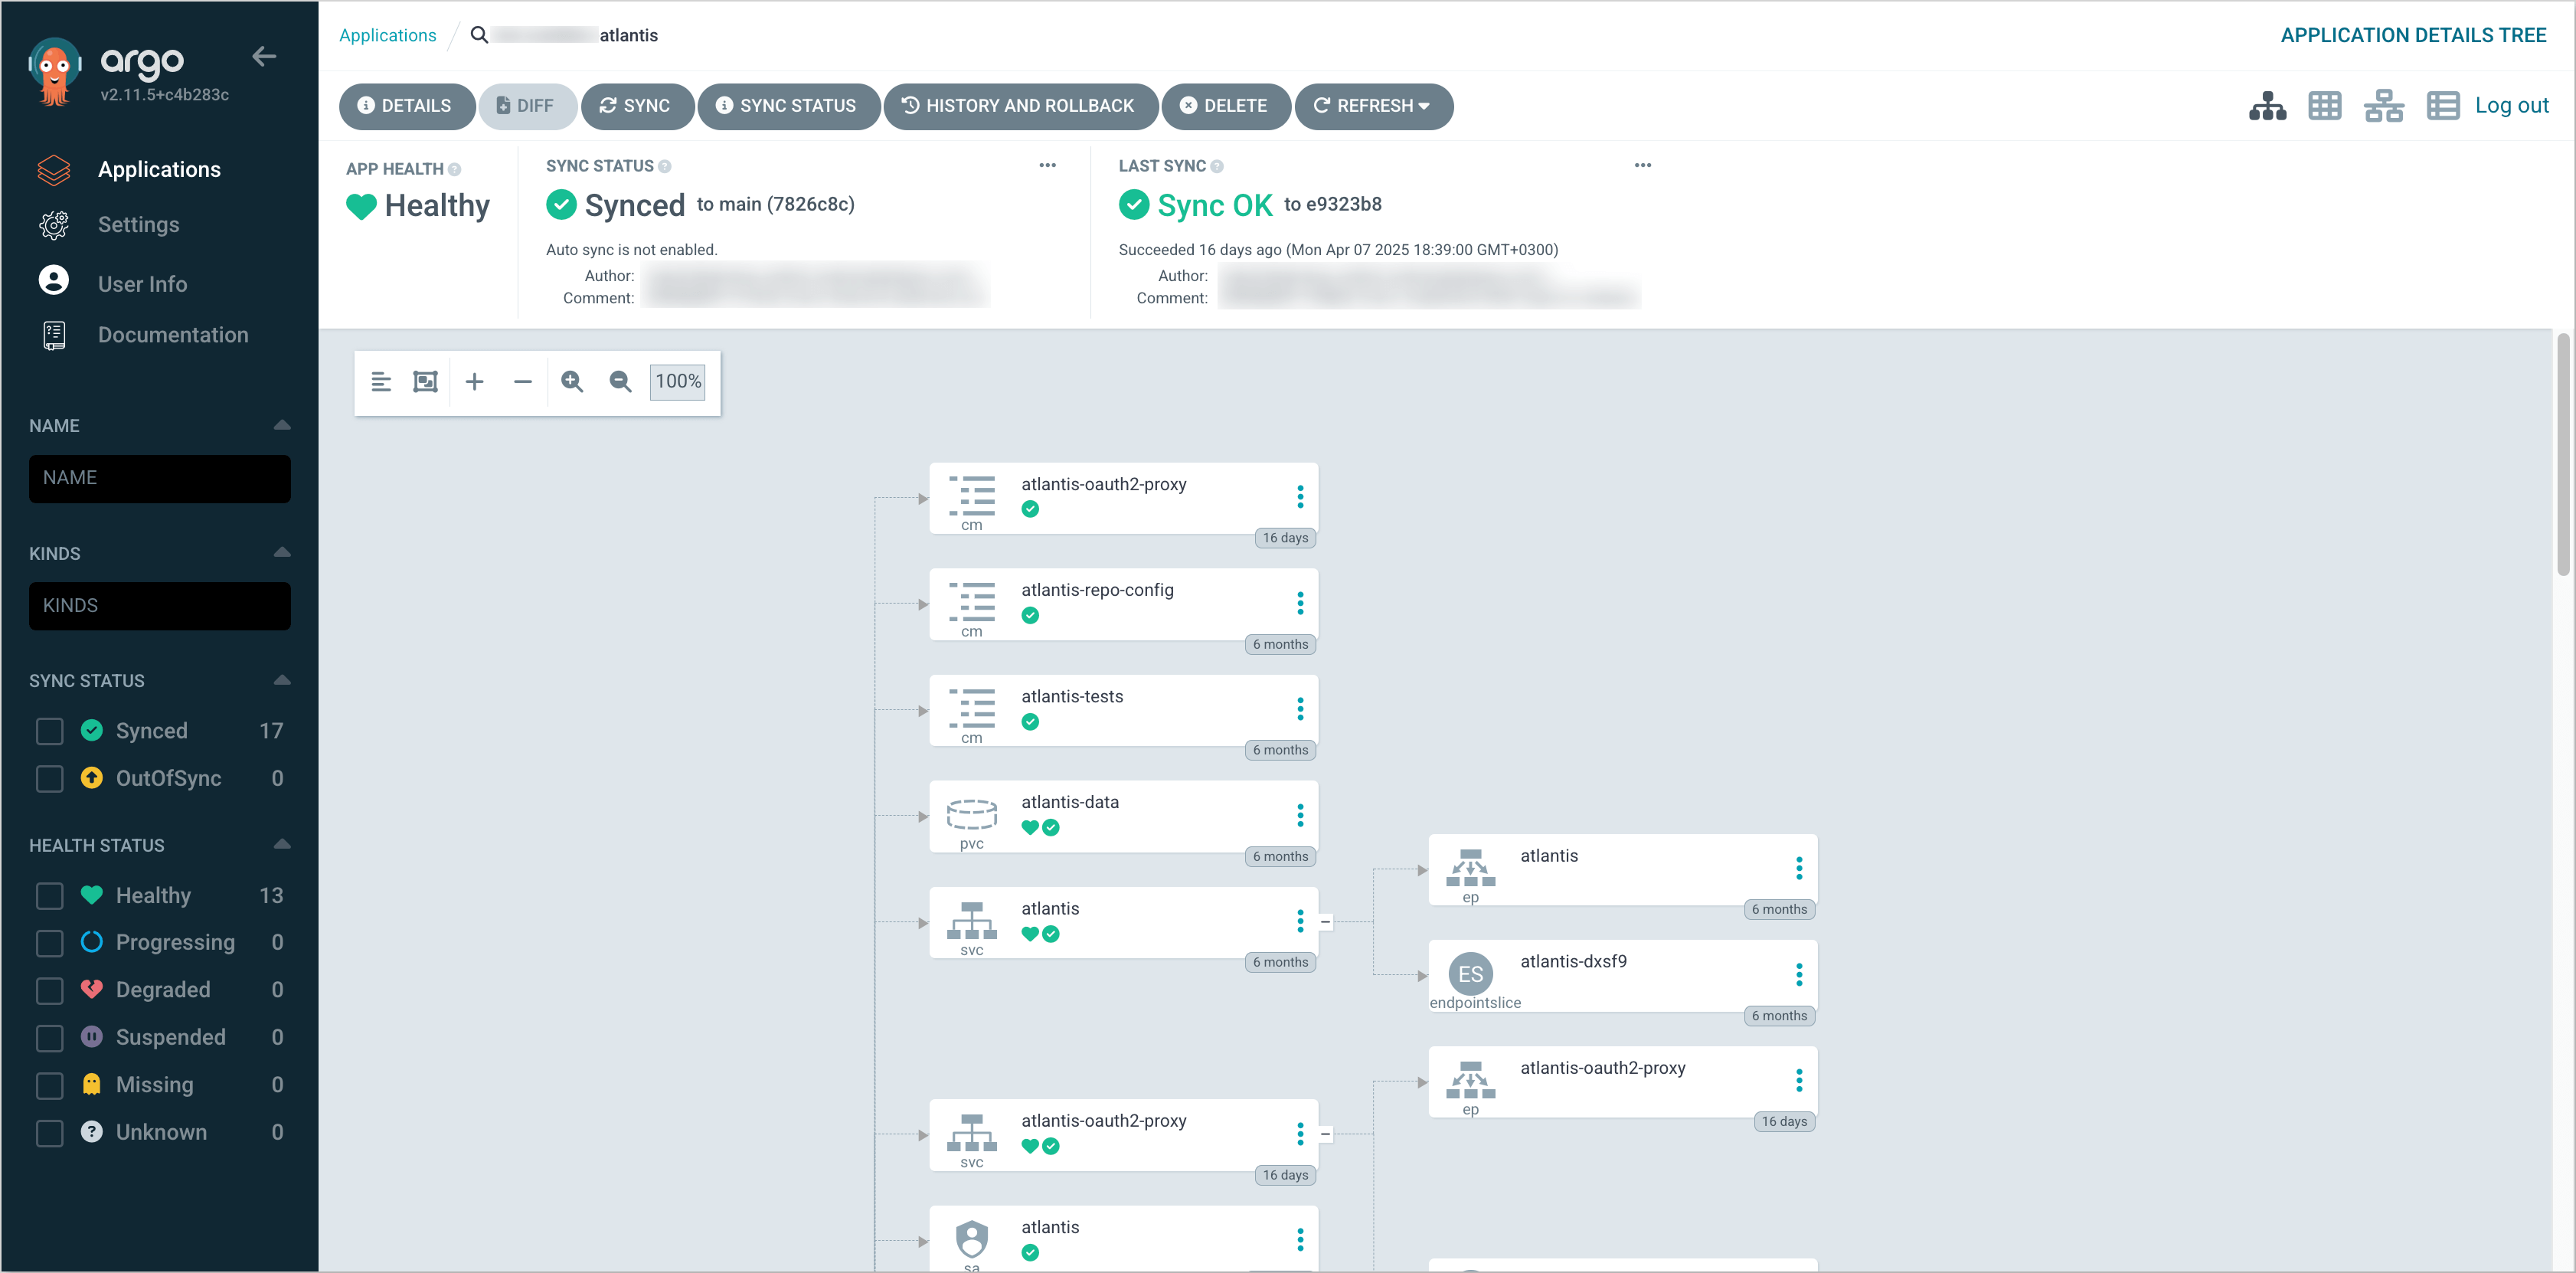 argo
v2.11.5+c4b283c
Applications
Settings
User Info
Documentation
NAME
NAME
KINDS
KINDS
SYNC STATUS
Synced 17
OutOfSync 0
HEALTH STATUS
Healthy 13
Progressing 0
Degraded 0
Suspended 0
Missing 0
Unknown 0
Applications / atlantis
APPLICATION DETAILS TREE
DETAILS DIFF SYNC SYNC STATUS HISTORY AND ROLLBACK DELETE REFRESH
Log out
APP HEALTH
Healthy
SYNC STATUS
Synced to main (7826c8c)
Auto sync is not enabled.
Author:
Comment:
LAST SYNC
Sync OK to e9323b8
Succeeded 16 days ago (Mon Apr 07 2025 18:39:00 GMT+0300)
Author:
Comment:
100%
atlantis-oauth2-proxy
cm
16 days
atlantis-repo-config
cm
6 months
atlantis-tests
cm
6 months
atlantis-data
pvc
6 months
atlantis
svc
6 months
atlantis
ep
6 months
ES
atlantis-dxsf9
endpointslice
6 months
atlantis-oauth2-proxy
ep
16 days
atlantis-oauth2-proxy
svc
16 days
atlantis
sa